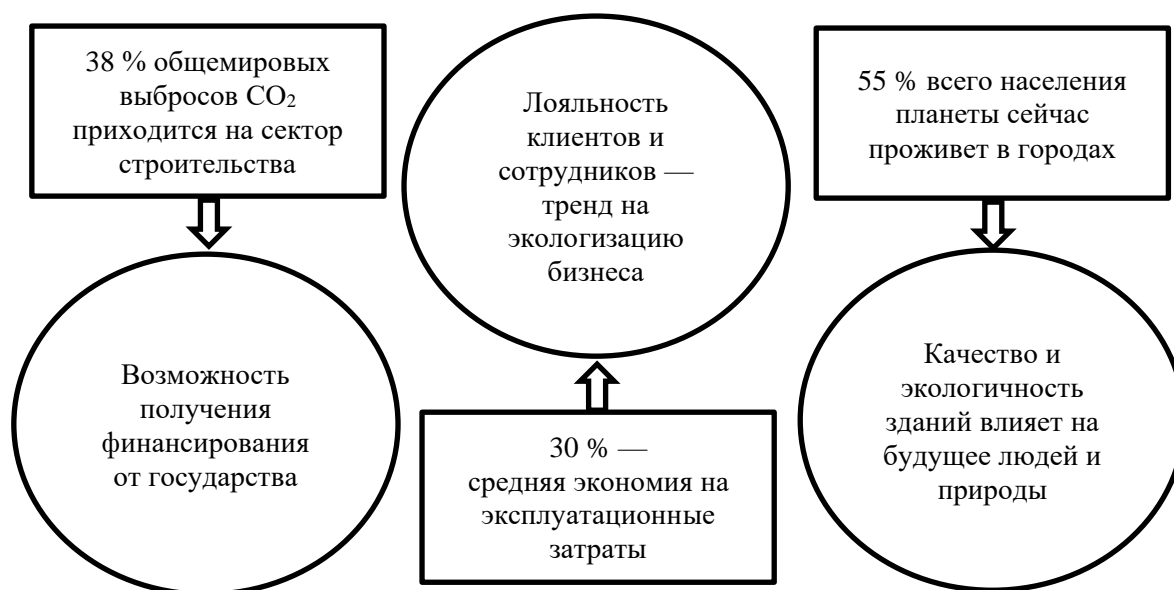 38 % общемировых
выбросов CO₂
приходится на сектор
строительства
Возможность
получения
финансирования
от государства
Лояльность
клиентов и
сотрудников —
тренд на
экологизацию
бизнеса
30 % —
средняя экономия на
эксплуатационные
затраты
55 % всего населения
планеты сейчас
проживет в городах
Качество и
экологичность
зданий влияет на
будущее людей и
природы